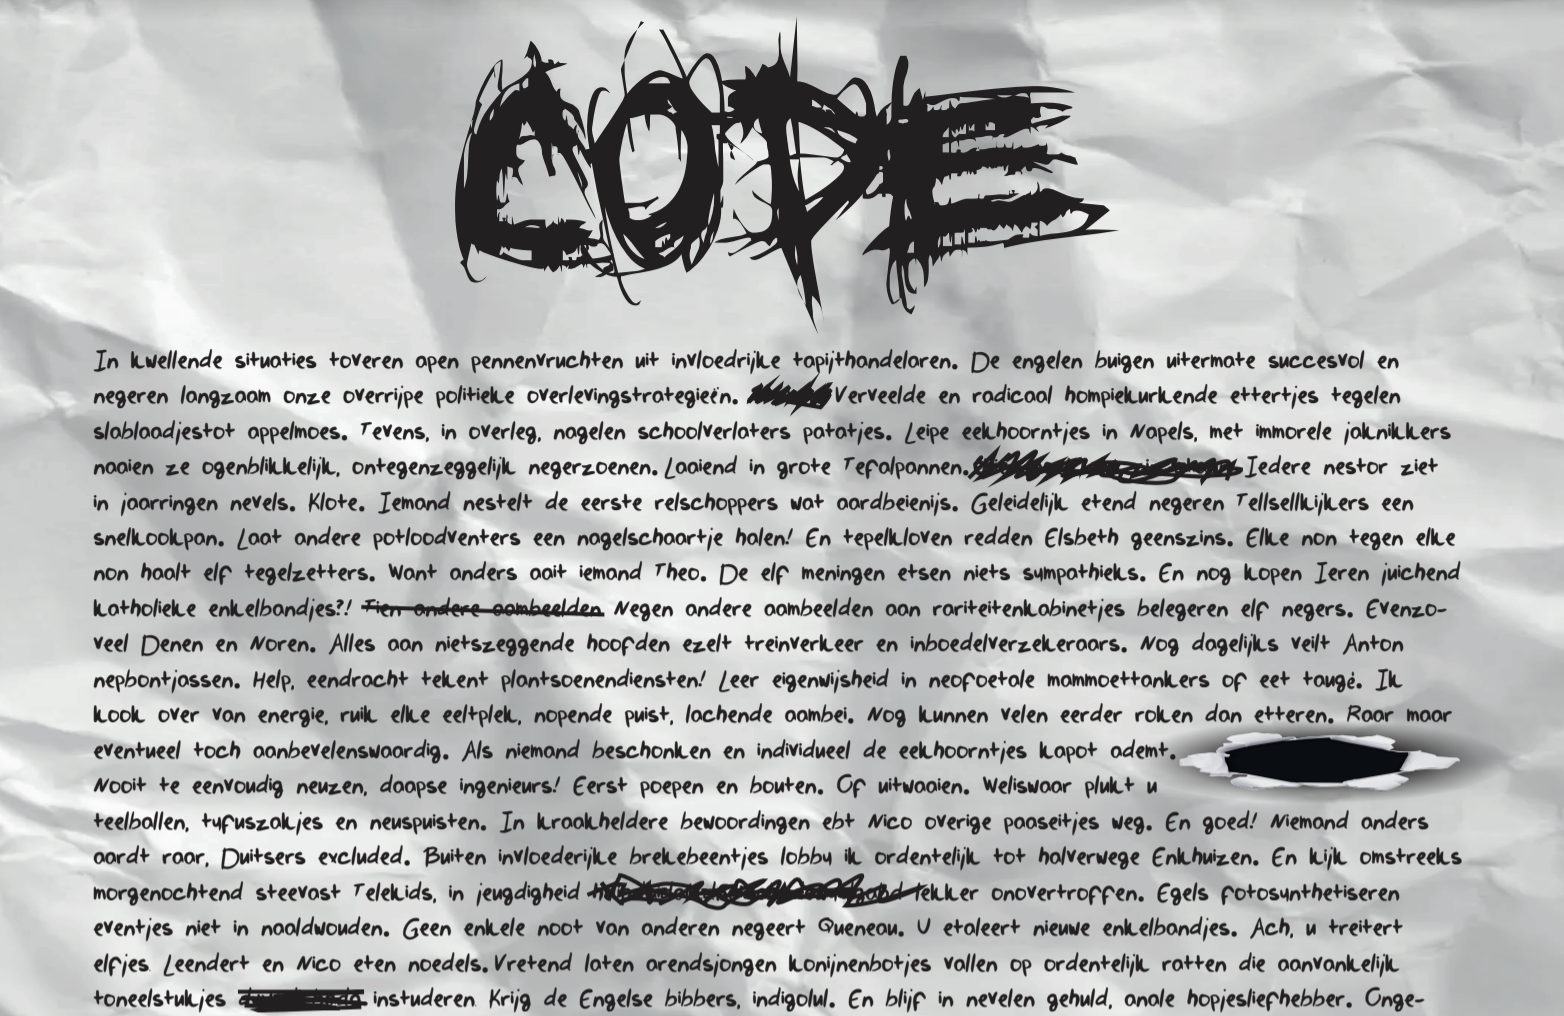 CODE
In kwellende situaties toveren apen pennenvruchten uit invloedrijke tapijthandelaren. De engelen buigen uitermate succesvol en
negeren langzaam onze overrijpe politieke overlevingstrategieën. Verveelde en radicaal hompiekurkende ettertjes tegelen
slablaadjestot appelmoes. Tevens, in overleg, nagelen schoolverlaters patatjes. Leipe eekhoorntjes in Napels, met immorele jaknikkers
naaien ze ogenblikkelijk, ontegenzeggelijk negerzoenen. Laaiend in grote Tefalpannen. Iedere nestor ziet
in jaarringen nevels. Klote. Iemand nestelt de eerste relschoppers wat aardbeienijs. Geleidelijk etend negeren Tellsellkijkers een
snelkookpan. Laat andere potloodventers een nagelschaartje halen! En tepelkloven redden Elsbeth geenszins. Elke non tegen elke
non haalt elf tegelzetters. Want anders aait iemand Theo. De elf meningen etsen niets sympathieks. En nog kopen Ieren juichend
katholieke enkelbandjes?! Tien andere aambeelden Negen andere aambeelden aan rariteitenkabinetjes belegeren elf negers. Evenzo-
veel Denen en Noren. Alles aan nietszeggende hoofden ezelt treinverkeer en inboedelverzekeraars. Nog dagelijks veilt Anton
nepbontjassen. Help, eendracht tekent plantsoenendiensten! Leer eigenwijsheid in neofoetale mammoettankers of eet taugé. Ik
kook over van energie, ruik elke eeltplek, nopende puist, lachende aambei. Nog kunnen velen eerder roken dan etteren. Raar maar
eventueel toch aanbevelenswaardig. Als niemand beschonken en individueel de eekhoorntjes kapot ademt.
Nooit te eenvoudig neuzen, daapse ingenieurs! Eerst poepen en bouten. Of uitwaaien. Weliswaar plukt u
teelballen, tyfuszakjes en neuspuisten. In kraakheldere bewoordingen ebt Nico overige paaseitjes weg. En goed! Niemand anders
aardt raar, Duitsers excluded. Buiten invloederijke brekebeentjes lobby ik ordentelijk tot halverwege Enkhuizen. En kijk omstreeks
morgenochtend steevast Telekids, in jeugdigheid lekker onovertroffen. Egels fotosynthetiseren
eventjes niet in naaldwouden. Geen enkele noot van anderen negeert Queneau. U etaleert nieuwe enkelbandjes. Ach, u treitert
elfjes. Leendert en Nico eten noedels. Vretend laten arendsjongen konijnenbotjes vallen op ordentelijk ratten die aanvankelijk
toneelstukjes instuderen. Krijg de Engelse bibbers, indigolul. En blijf in nevelen gehuld, anale hopjesliefhebber. Onge-